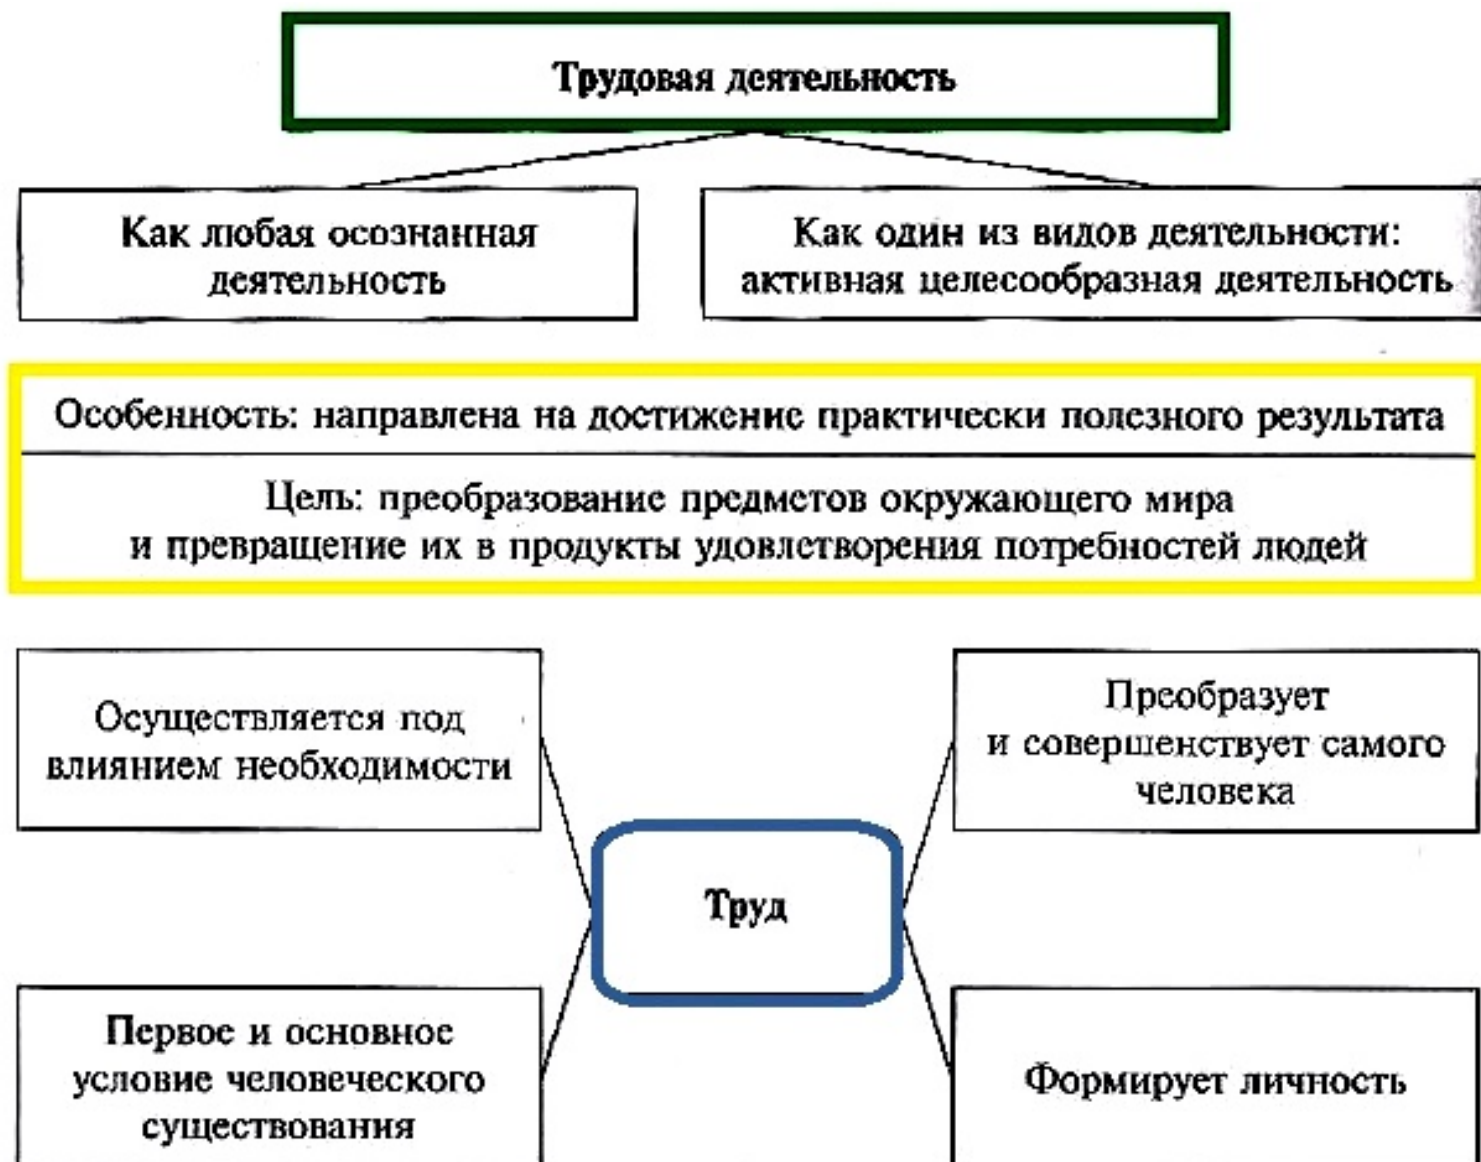 Трудовая деятельность
Как любая осознанная
деятельность
Как один из видов деятельности:
активная целесообразная деятельность
Особенность: направлена на достижение практически полезного результата
Цель: преобразование предметов окружающего мира
и превращение их в продукты удовлетворения потребностей людей
Осуществляется под
влиянием необходимости
Преобразует
и совершенствует самого
человека
Труд
Первое и основное
условие человеческого
существования
Формирует личность